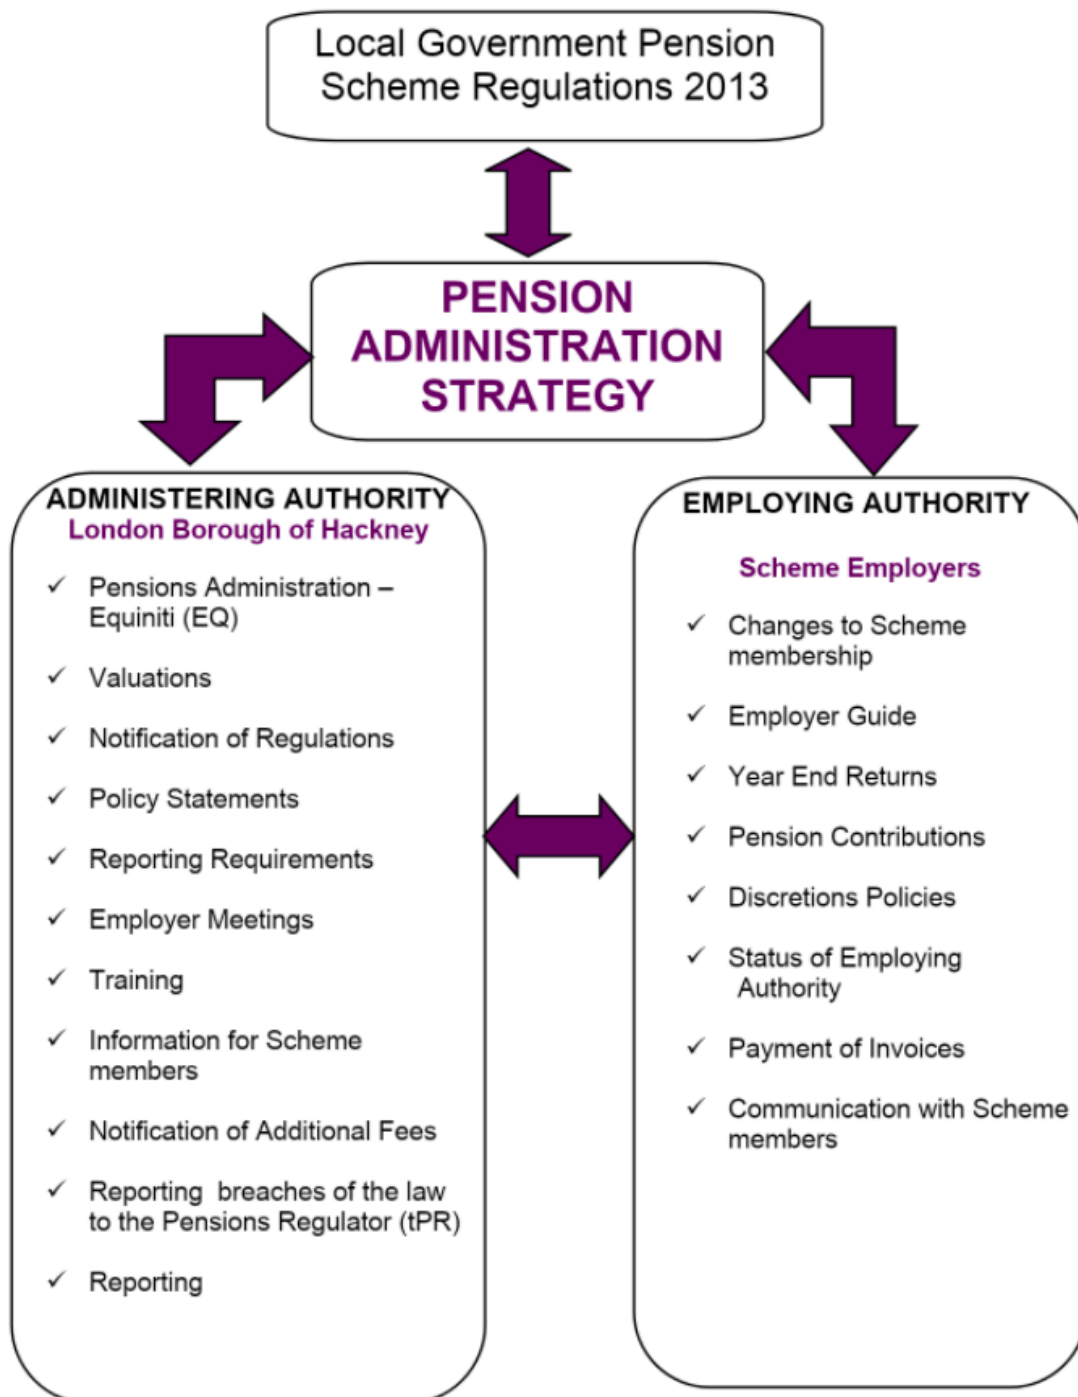 Local Government Pension
Scheme Regulations 2013
PENSION
ADMINISTRATION
STRATEGY
ADMINISTERING AUTHORITY
London Borough of Hackney
✓ Pensions Administration –
Equiniti (EQ)
✓ Valuations
✓ Notification of Regulations
✓ Policy Statements
✓ Reporting Requirements
✓ Employer Meetings
✓ Training
✓ Information for Scheme
members
✓ Notification of Additional Fees
✓ Reporting breaches of the law
to the Pensions Regulator (tPR)
✓ Reporting
EMPLOYING AUTHORITY
Scheme Employers
✓ Changes to Scheme
membership
✓ Employer Guide
✓ Year End Returns
✓ Pension Contributions
✓ Discretions Policies
✓ Status of Employing
Authority
✓ Payment of Invoices
✓ Communication with Scheme
members